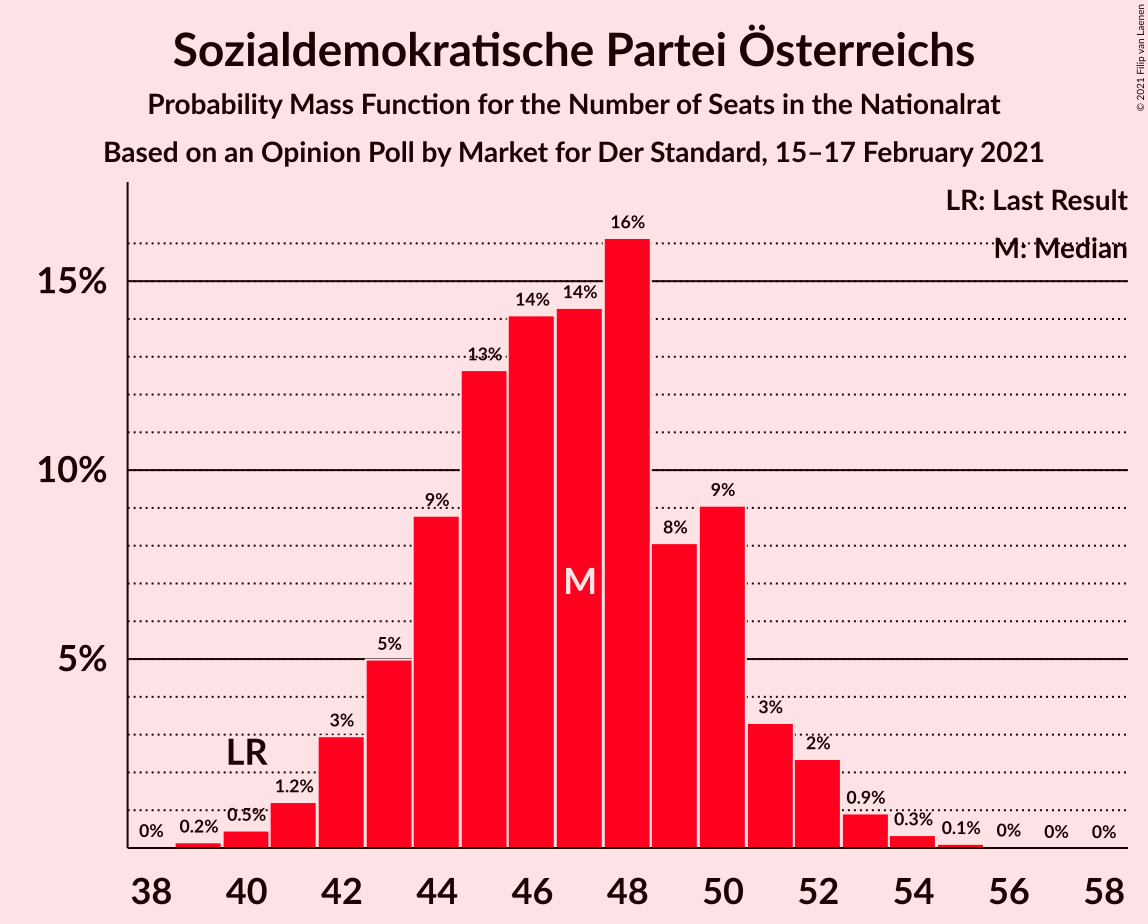 Sozialdemokratische Partei Österreichs
Probability Mass Function for the Number of Seats in the Nationalrat
Based on an Opinion Poll by Market for Der Standard, 15–17 February 2021
© 2021 Filip van Laenen
LR: Last Result
M: Median
15%
10%
5%
0%
0.2%
0.5%
1.2%
3%
5%
9%
13%
14%
14%
16%
8%
9%
3%
2%
0.9%
0.3%
0.1%
0%
0%
0%
LR
M
38 40 42 44 46 48 50 52 54 56 58